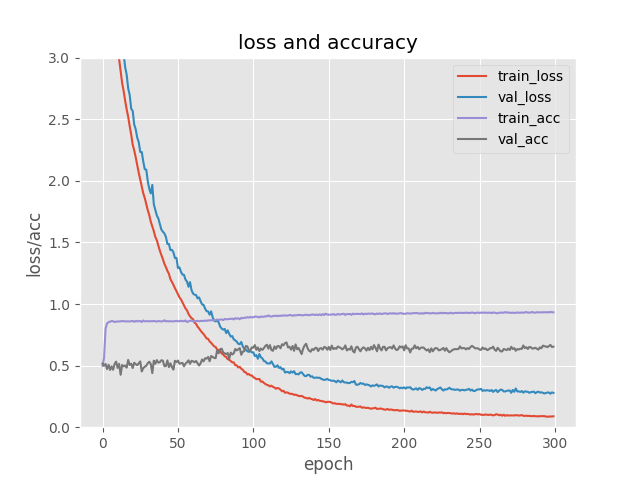 loss and accuracy
3.0
2.5
2.0
1.5
1.0
0.5
0.0
loss/acc
train_loss
val_loss
train_acc
val_acc
0 50 100 150 200 250 300
epoch